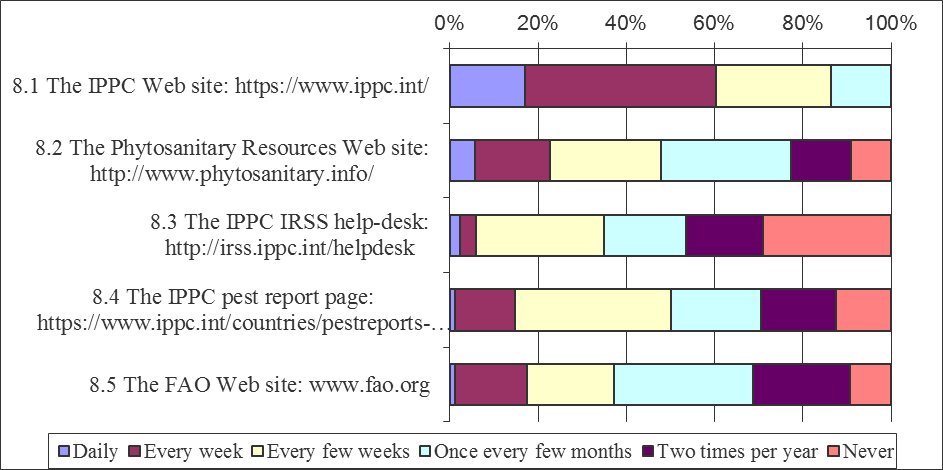 0% 20% 40% 60% 80% 100%
8.1 The IPPC Web site: https://www.ippc.int/
8.2 The Phytosanitary Resources Web site:
http://www.phytosanitary.info/
8.3 The IPPC IRSS help-desk:
http://irss.ippc.int/helpdesk
8.4 The IPPC pest report page:
https://www.ippc.int/countries/pestreports-…
8.5 The FAO Web site: www.fao.org
Daily Every week Every few weeks Once every few months Two times per year Never